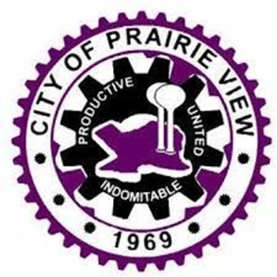 CITY OF PRAIRIE VIEW
PRODUCTIVE
UNITED
INDOMITABLE
1969